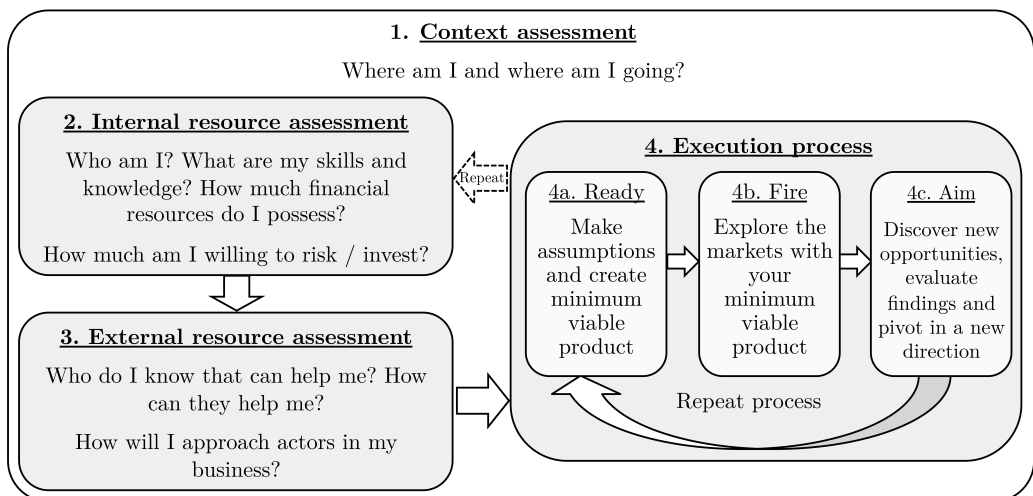 1. Context assessment
Where am I and where am I going?
2. Internal resource assessment
Who am I? What are my skills and
knowledge? How much financial
resources do I possess?
How much am I willing to risk / invest?
3. External resource assessment
Who do I know that can help me? How
can they help me?
How will I approach actors in my
business?
Repeat
4. Execution process
4a. Ready
Make
assumptions
and create
minimum
viable
product
4b. Fire
Explore the
markets with
your
minimum
viable
product
4c. Aim
Discover new
opportunities,
evaluate
findings and
pivot in a new
direction
Repeat process